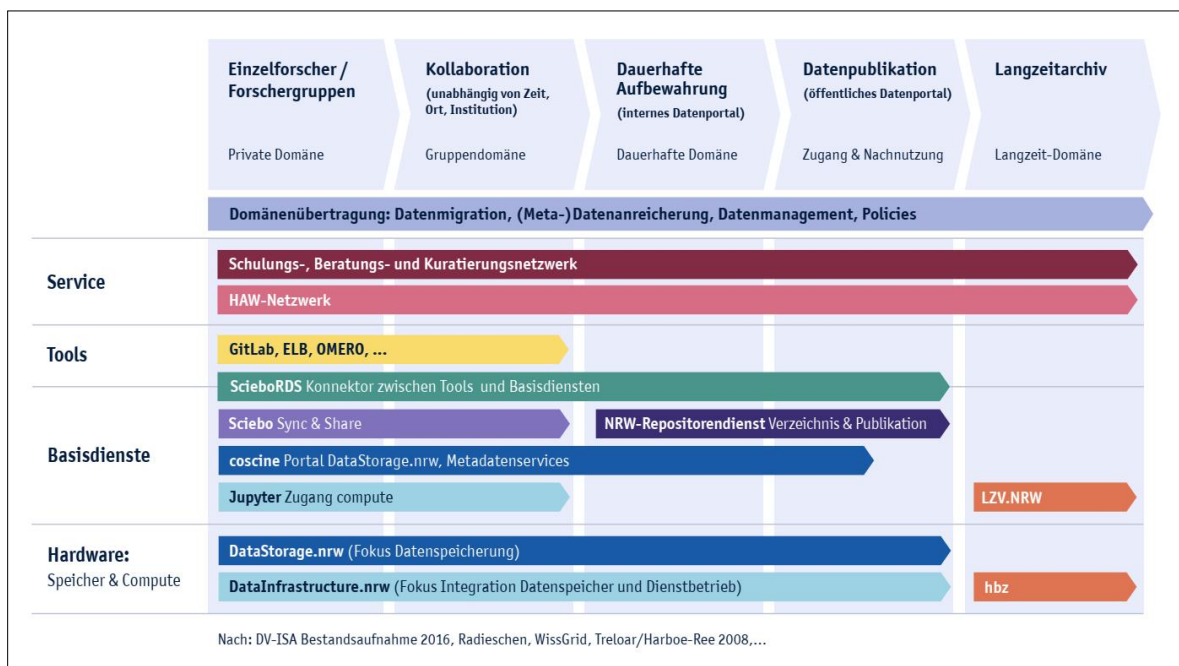 Einzelforscher /
Forschergruppen
Private Domäne
Kollaboration
(unabhängig von Zeit,
Ort, Institution)
Gruppendomäne
Dauerhafte
Aufbewahrung
(internes Datenportal)
Dauerhafte Domäne
Datenpublikation
(öffentliches Datenportal)
Zugang & Nachnutzung
Langzeitarchiv
Langzeit-Domäne
Domänenübertragung: Datenmigration, (Meta-)Datenanreicherung, Datenmanagement, Policies
Service
Schulungs-, Beratungs- und Kuratierungsnetzwerk
HAW-Netzwerk
Tools
GitLab, ELB, OMERO, ...
ScieboRDS Konnektor zwischen Tools und Basisdiensten
Basisdienste
Sciebo Sync & Share
NRW-Repositorendienst Verzeichnis & Publikation
coscine Portal DataStorage.nrw, Metadatenservices
Jupyter Zugang compute
LZV.NRW
Hardware:
Speicher & Compute
DataStorage.nrw (Fokus Datenspeicherung)
DataInfrastructure.nrw (Fokus Integration Datenspeicher und Dienstbetrieb)
hbz
Nach: DV-ISA Bestandsaufnahme 2016, Radieschen, WissGrid, Treloar/Harboe-Ree 2008,...